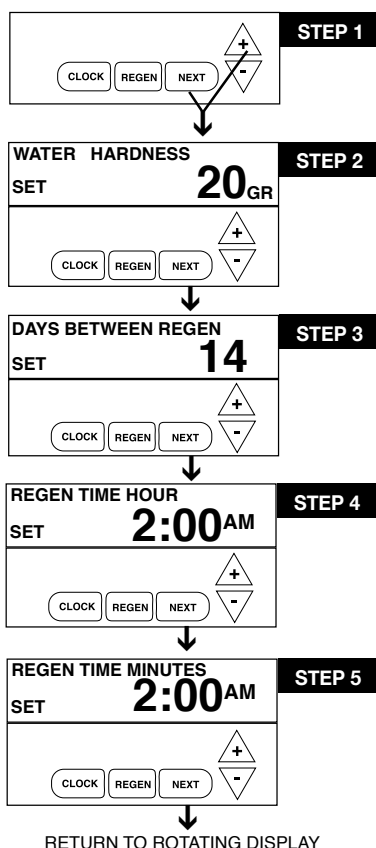 STEP 1
+
-
CLOCK REGEN NEXT
WATER HARDNESS
STEP 2
SET 20GR
+
CLOCK REGEN NEXT -
DAYS BETWEEN REGEN
STEP 3
SET 14
+
CLOCK REGEN NEXT -
REGEN TIME HOUR
STEP 4
SET 2:00AM
+
CLOCK REGEN NEXT -
REGEN TIME MINUTES
STEP 5
SET 2:00AM
+
CLOCK REGEN NEXT -
RETURN TO ROTATING DISPLAY